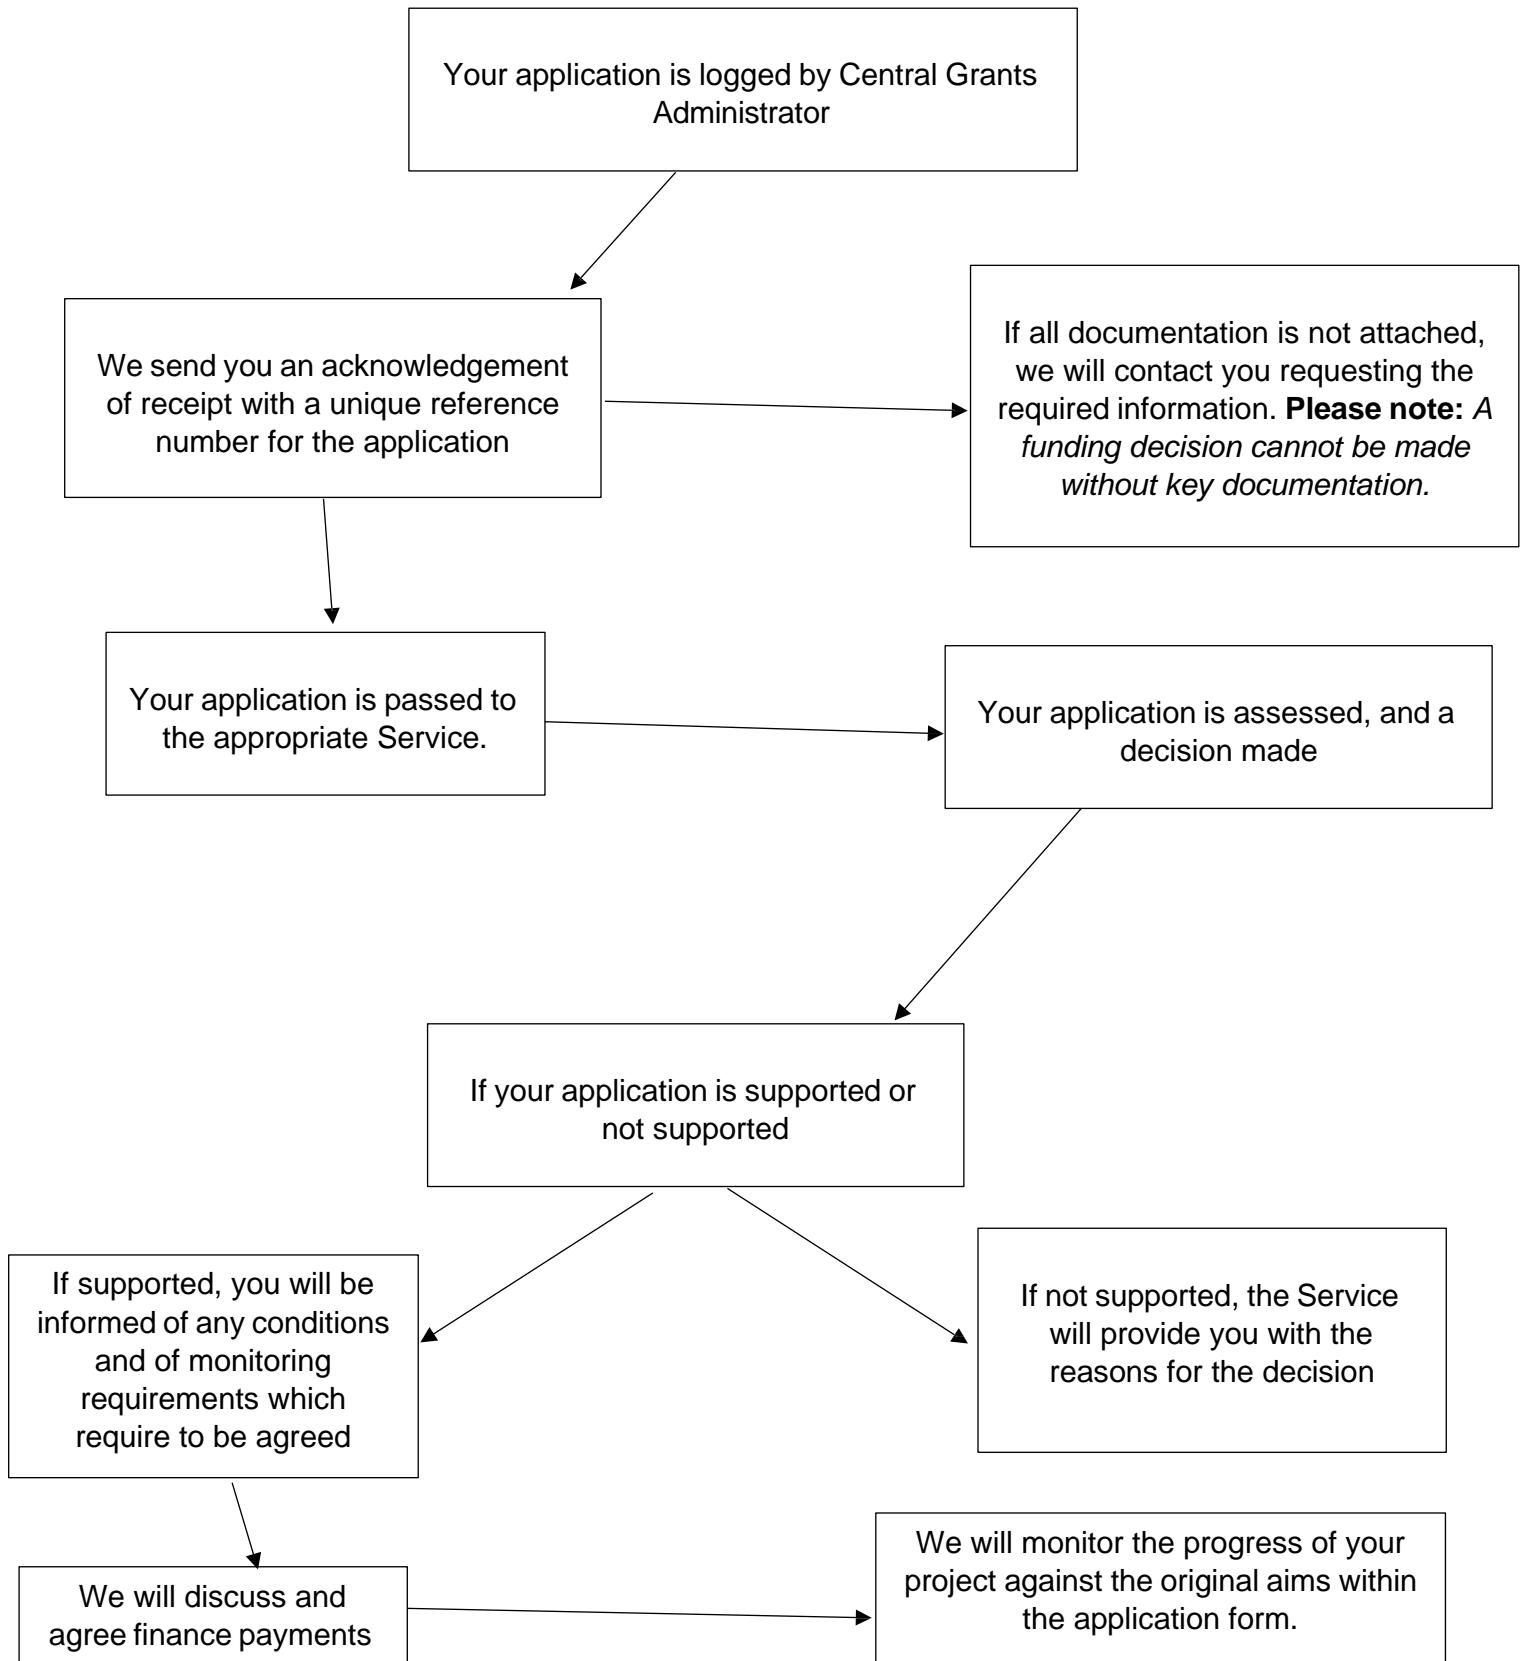 Your application is logged by Central Grants
Administrator
We send you an acknowledgement
of receipt with a unique reference
number for the application
If all documentation is not attached,
we will contact you requesting the
required information. Please note: A
funding decision cannot be made
without key documentation.
Your application is passed to
the appropriate Service.
Your application is assessed, and a
decision made
If your application is supported or
not supported
If supported, you will be
informed of any conditions
and of monitoring
requirements which
require to be agreed
If not supported, the Service
will provide you with the
reasons for the decision
We will discuss and
agree finance payments
We will monitor the progress of your
project against the original aims within
the application form.